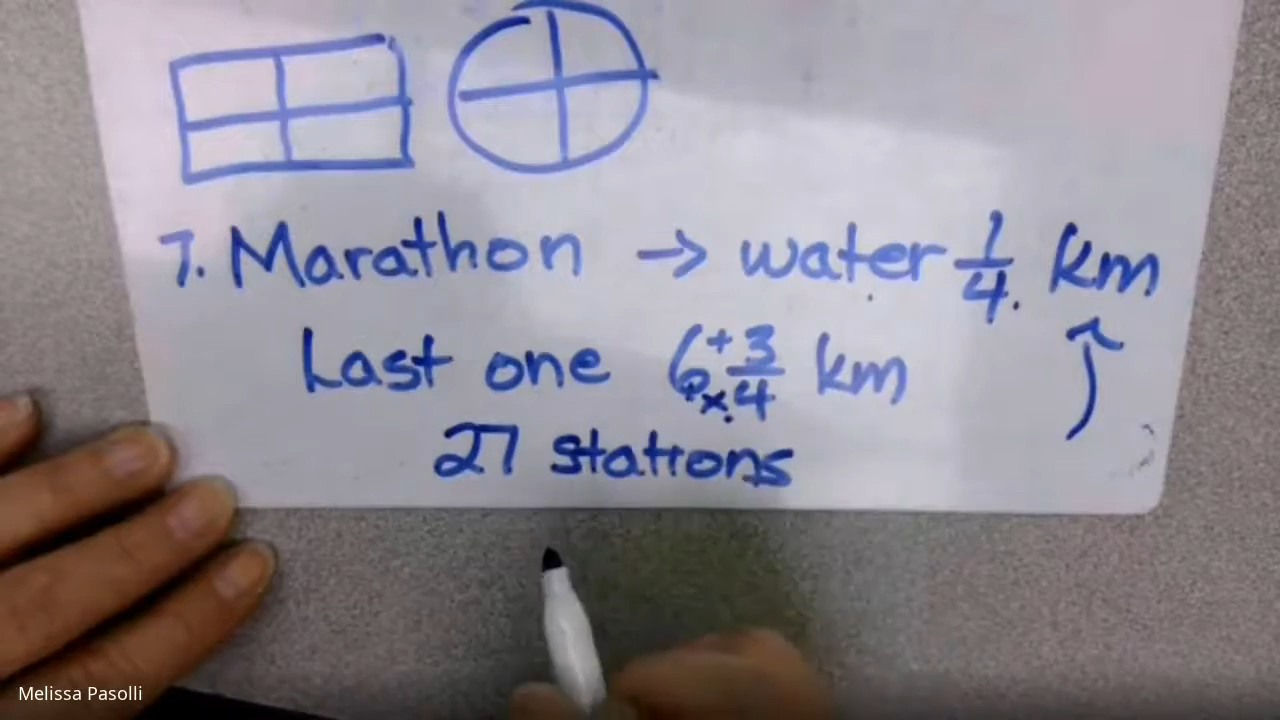 7. Marathon → water 1/4 km
Last one 6 + 3/4 km
x
27 stations
Melissa Pasolli